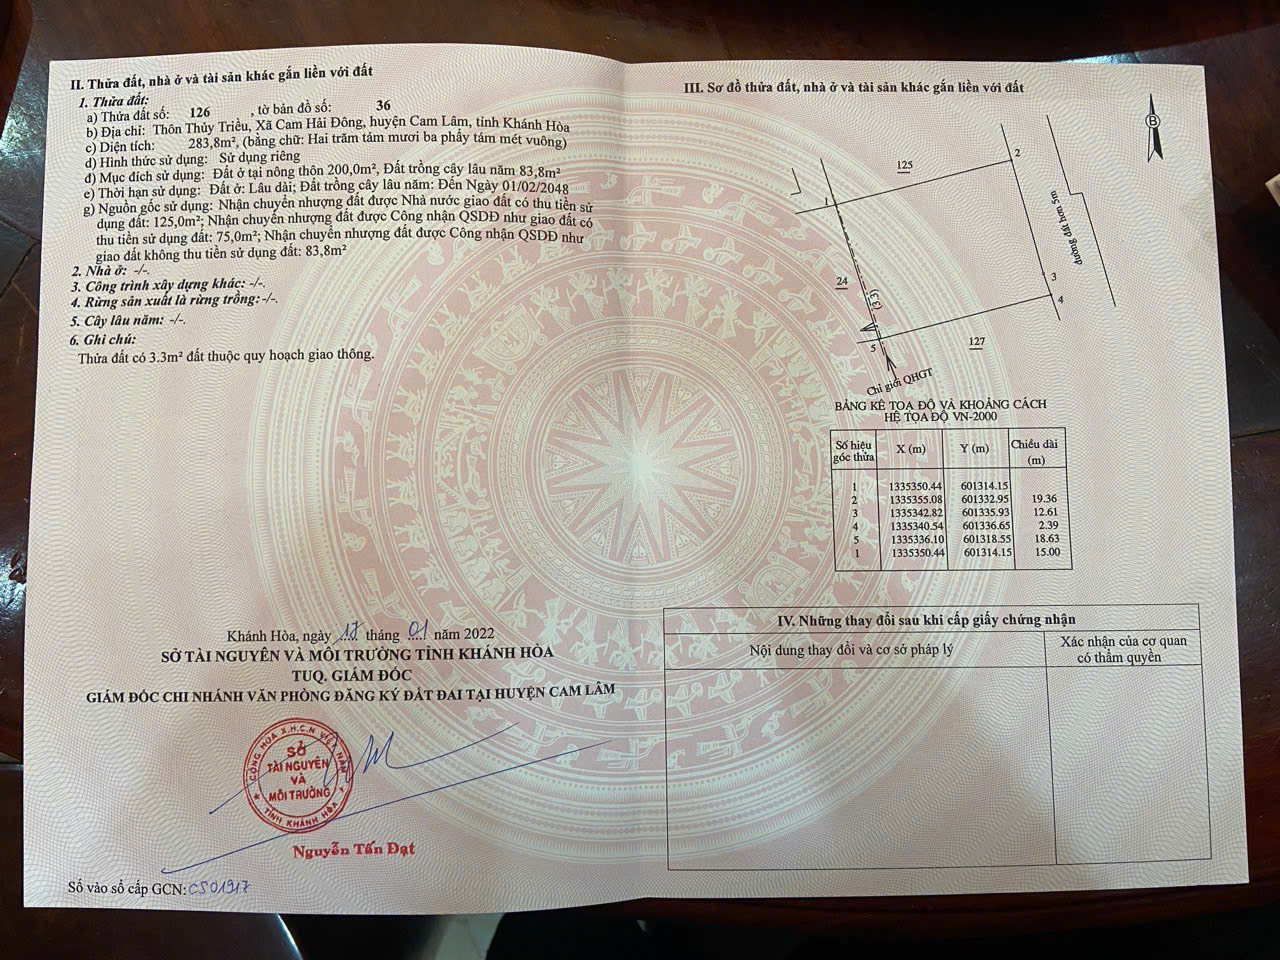 II. Thửa đất, nhà ở và tài sản khác gắn liền với đất
1. Thửa đất:
a) Thửa đất số: 126 , tờ bản đồ số: 36
b) Địa chỉ: Thôn Thủy Triều, Xã Cam Hải Đông, huyện Cam Lâm, tỉnh Khánh Hòa
c) Diện tích: 283,8m², (bằng chữ: Hai trăm tám mươi ba phẩy tám mét vuông)
d) Hình thức sử dụng: Sử dụng riêng
đ) Mục đích sử dụng: Đất ở tại nông thôn 200,0m², Đất trồng cây lâu năm 83,8m²
e) Thời hạn sử dụng: Đất ở: Lâu dài; Đất trồng cây lâu năm: Đến Ngày 01/02/2048
g) Nguồn gốc sử dụng: Nhận chuyển nhượng đất được Nhà nước giao đất có thu tiền sử
dụng đất: 125,0m²; Nhận chuyển nhượng đất được Công nhận QSDĐ như giao đất có
thu tiền sử dụng đất: 75,0m²; Nhận chuyển nhượng đất được Công nhận QSDĐ như
giao đất không thu tiền sử dụng đất: 83,8m²
2. Nhà ở: -/-.
3. Công trình xây dựng khác: -/-.
4. Rừng sản xuất là rừng trồng: -/-.
5. Cây lâu năm: -/-.
6. Ghi chú:
Thửa đất có 3.3m² đất thuộc quy hoạch giao thông.
Khánh Hòa, ngày 17 tháng 01 năm 2022
SỞ TÀI NGUYÊN VÀ MÔI TRƯỜNG TỈNH KHÁNH HÒA
TUQ. GIÁM ĐỐC
GIÁM ĐỐC CHI NHÁNH VĂN PHÒNG ĐĂNG KÝ ĐẤT ĐAI TẠI HUYỆN CAM LÂM
CỘNG HÒA X.H.C.N VIỆT NAM
SỞ
TÀI NGUYÊN
VÀ
MÔI TRƯỜNG
TỈNH KHÁNH HÒA
Nguyễn Tấn Đạt
Số vào sổ cấp GCN: CS01917
III. Sơ đồ thửa đất, nhà ở và tài sản khác gắn liền với đất
B
125
2
1
đường đất hơn 5m
24
(3.3)
3
4
127
5
Chỉ giới QHGT
BẢNG KÊ TỌA ĐỘ VÀ KHOẢNG CÁCH
HỆ TỌA ĐỘ VN-2000
Số hiệu góc thửa X (m) Y (m) Chiều dài (m)
1 1335350.44 601314.15
2 1335355.08 601332.95 19.36
3 1335342.82 601335.93 12.61
4 1335340.54 601336.65 2.39
5 1335336.10 601318.55 18.63
1 1335350.44 601314.15 15.00
IV. Những thay đổi sau khi cấp giấy chứng nhận
Nội dung thay đổi và cơ sở pháp lý
Xác nhận của cơ quan
có thẩm quyền